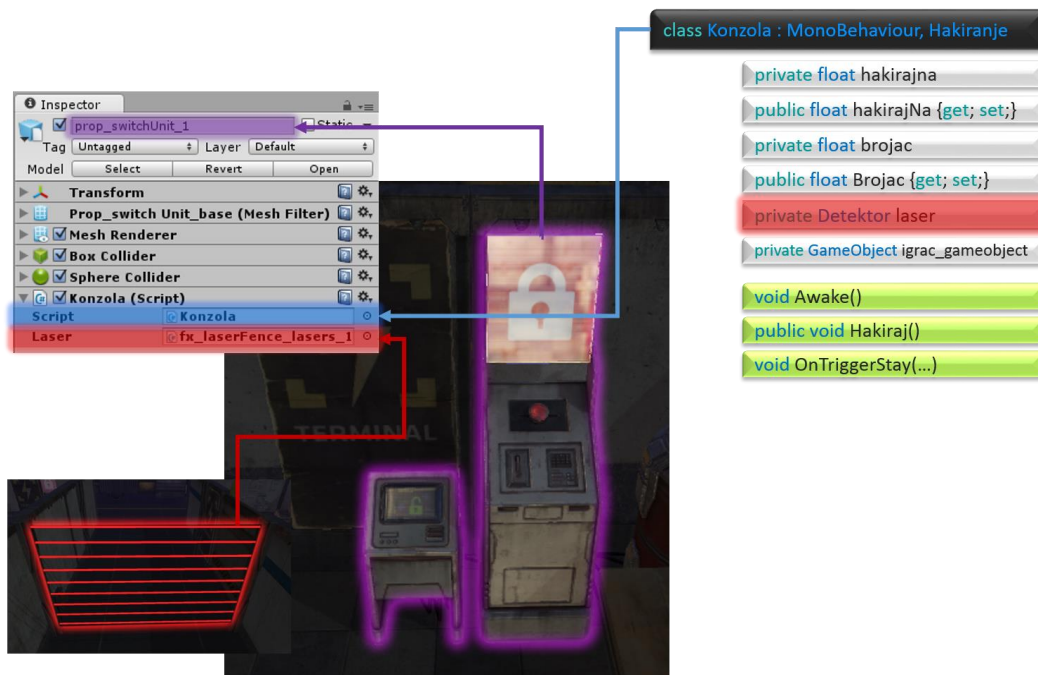 class Konzola : MonoBehaviour, Hakiranje
private float hakirajna
public float hakirajNa {get; set;}
private float brojac
public float Brojac {get; set;}
private Detektor laser
private GameObject igrac_gameobject
void Awake()
public void Hakiraj()
void OnTriggerStay(...)
Inspector
prop_switchUnit_1 Static
Tag Untagged Layer Default
Model Select Revert Open
Transform
Prop_switch Unit_base (Mesh Filter)
Mesh Renderer
Box Collider
Sphere Collider
Konzola (Script)
Script Konzola
Laser fx_laserFence_lasers_1
TERMINAL